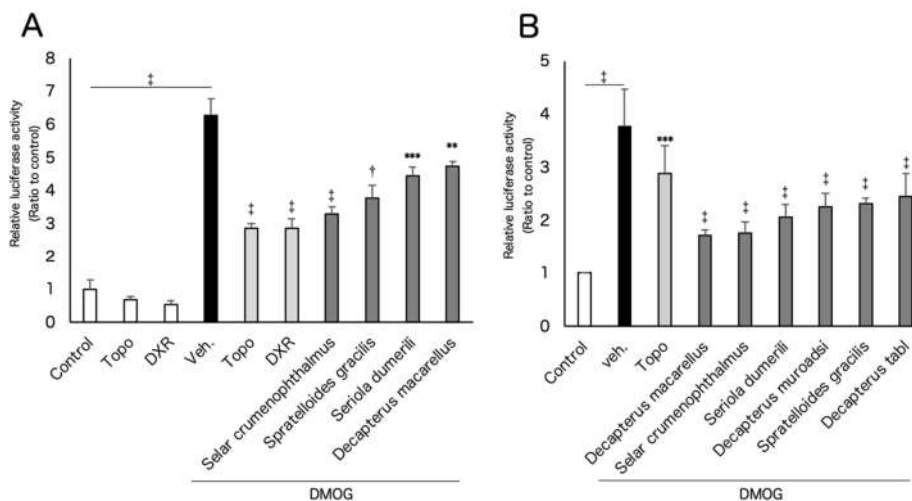 A
Relative luciferase activity
(Ratio to control)
8
7
6
5
4
3
2
1
0
‡
‡
‡
‡
†
***
**
Control
Topo
DXR
Veh.
Topo
DXR
Selar crumenophthalmus
Spratelloides gracilis
Seriola dumerili
Decapterus macarellus
DMOG
B
Relative luciferase activity
(Ratio to control)
5
4
3
2
1
0
‡
***
‡
‡
‡
‡
‡
‡
Control
veh.
Topo
Decapterus macarellus
Selar crumenophthalmus
Seriola dumerili
Decapterus muroadsi
Spratelloides gracilis
Decapterus tabl
DMOG